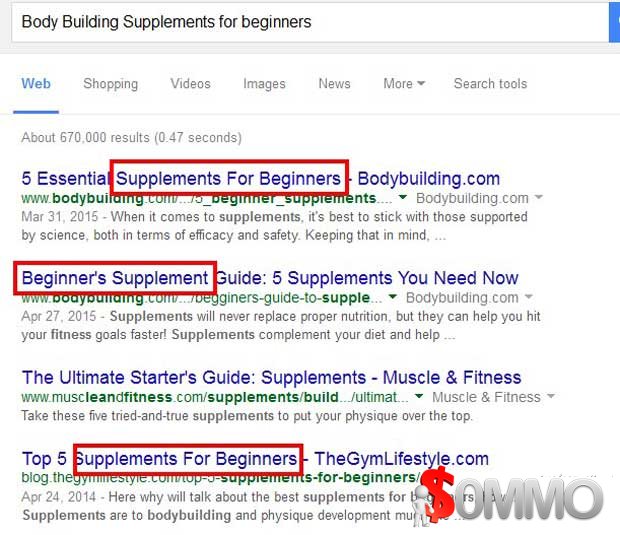 Body Building Supplements for beginners
Web Shopping Videos Images News More Search tools
About 670,000 results (0.47 seconds)
5 Essential Supplements For Beginners - Bodybuilding.com
www.bodybuilding.com/.../5_beginner_supplements.... Bodybuilding.com
Mar 31, 2015 - When it comes to supplements, it's best to stick with those supported
by science, both in terms of efficacy and safety. Keeping that in mind, ...
Beginner's Supplement Guide: 5 Supplements You Need Now
www.bodybuilding.com/.../begginers-guide-to-supple... Bodybuilding.com
Apr 27, 2015 - Supplements will never replace proper nutrition, but they can help you hit
your fitness goals faster! Supplements complement your diet and help ...
The Ultimate Starter's Guide: Supplements - Muscle & Fitness
www.muscleandfitness.com/supplements/build.../ultimat... Muscle & Fitness
Take these five tried-and-true supplements to put your physique over the top.
Top 5 Supplements For Beginners - TheGymLifestyle.com
blog.thegymlifestyle.com/top-5-supplements-for-beginners/
Apr 24, 2014 - Here why will talk about the best supplements for beginners.
Supplements are to bodybuilding and physique development ...
$OMMO